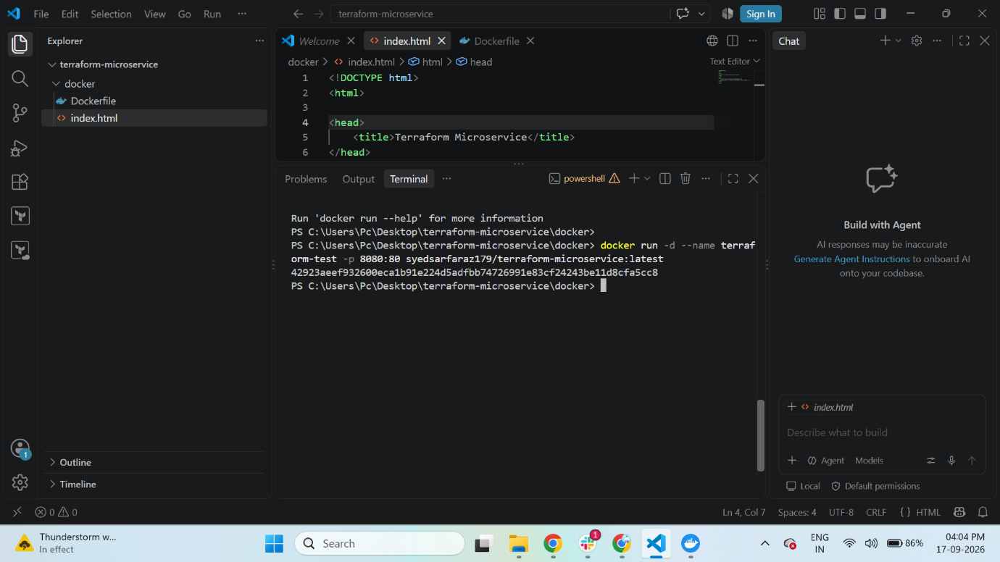 File Edit Selection View Go Run
terraform-microservice
Sign In
Explorer
terraform-microservice
docker
Dockerfile
index.html
Outline
Timeline
1
Welcome
index.html
Dockerfile
docker > index.html > html > head
Text Editor
1 <!DOCTYPE html>
2 <html>
3
4 <head>
5 <title>Terraform Microservice</title>
6 </head>
Problems Output Terminal
powershell
Run 'docker run --help' for more information
PS C:\Users\Pc\Desktop\terraform-microservice\docker>
PS C:\Users\Pc\Desktop\terraform-microservice\docker> docker run -d --name terraf
orm-test -p 8080:80 syedsarfaraz179/terraform-microservice:latest
42923aeef932600eca1b91e224d5adfbb74726991e83cf24243be11d8cfa5cc8
PS C:\Users\Pc\Desktop\terraform-microservice\docker>
Chat
Build with Agent
AI responses may be inaccurate
Generate Agent Instructions to onboard AI
onto your codebase.
index.html
Describe what to build
Agent Models
Local Default permissions
0 0
Ln 4, Col 7 Spaces: 4 UTF-8 CRLF {} HTML
Thunderstorm w...
In effect
Search
1
ENG
IN
86%
04:04 PM
17-09-2026